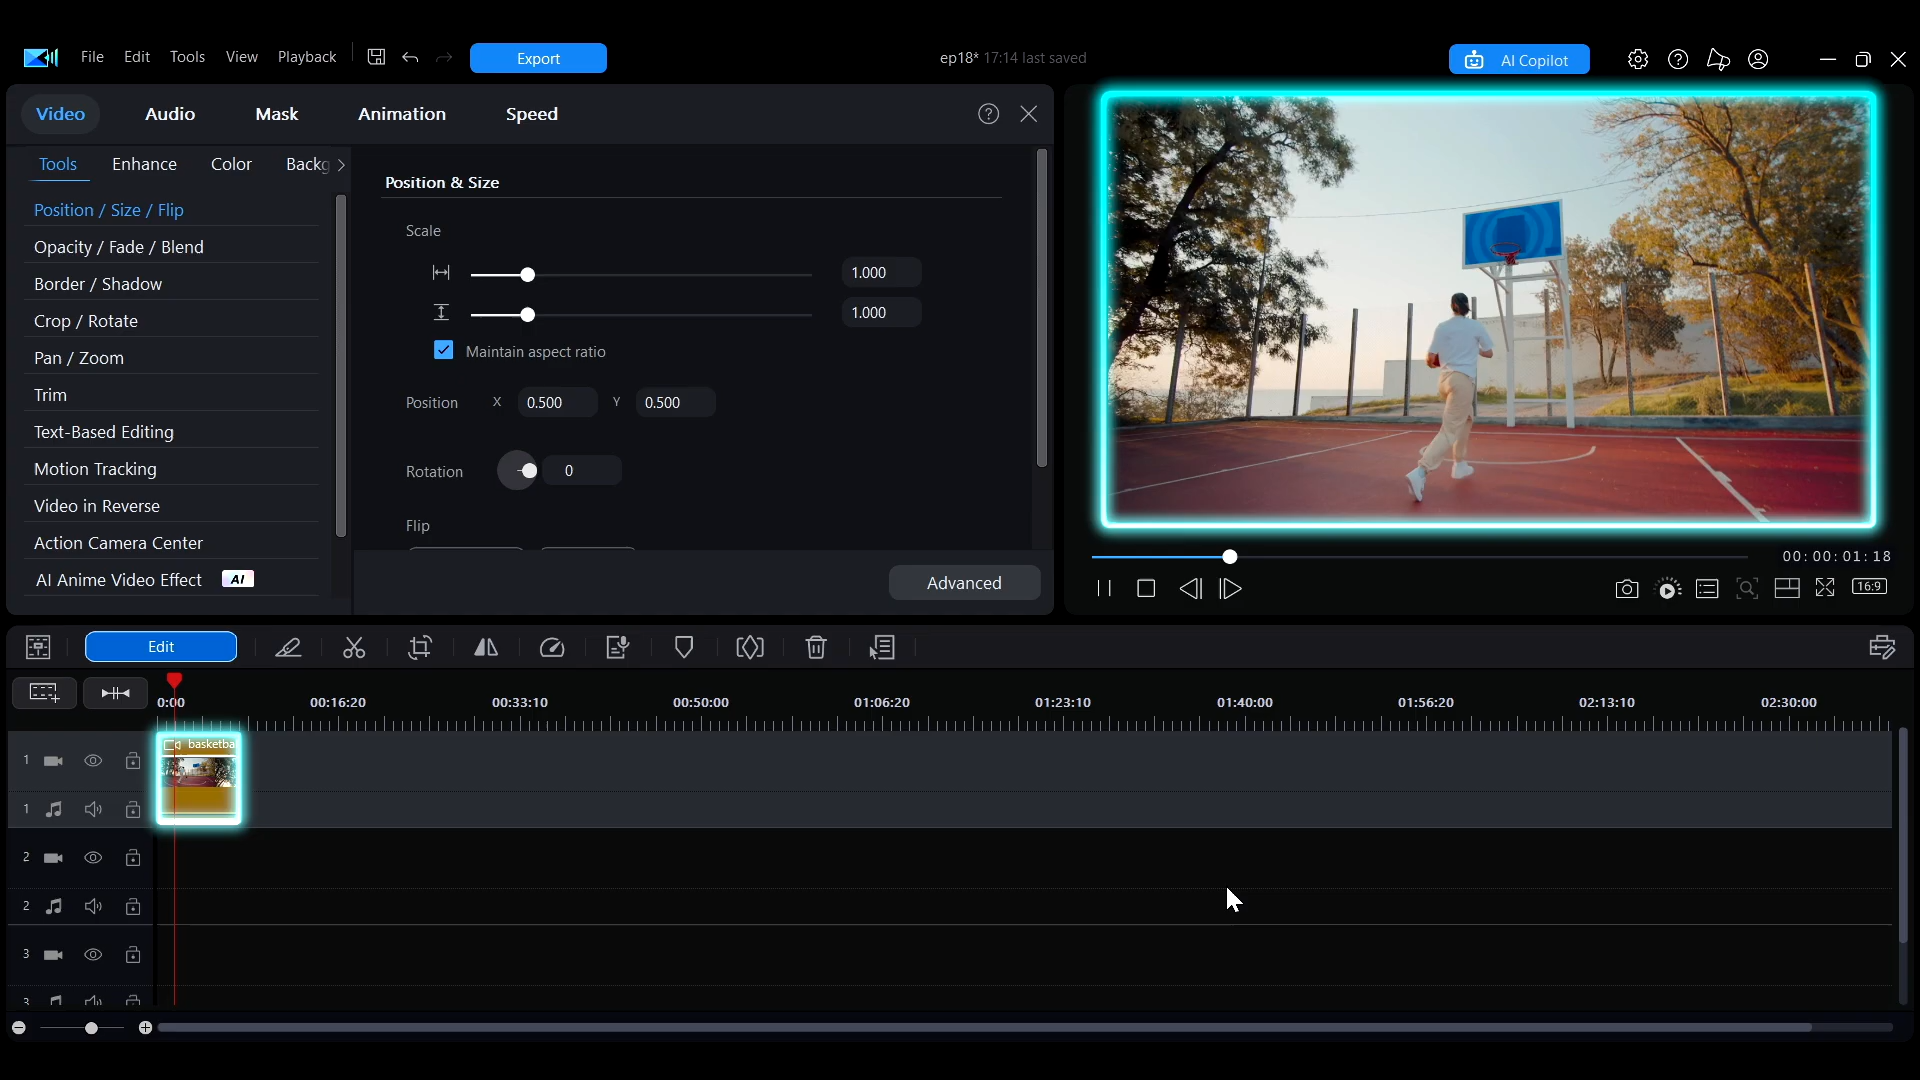 File Edit Tools View Playback Export ep18* 17:14 last saved AI Copilot
Video Audio Mask Animation Speed
Tools Enhance Color Backg
Position / Size / Flip
Opacity / Fade / Blend
Border / Shadow
Crop / Rotate
Pan / Zoom
Trim
Text-Based Editing
Motion Tracking
Video in Reverse
Action Camera Center
AI Anime Video Effect AI
Position & Size
Scale
1.000
1.000
Maintain aspect ratio
Position X 0.500 Y 0.500
Rotation 0
Flip
Advanced
00:00:01:18
16:9
Edit
0:00 00:16:20 00:33:10 00:50:00 01:06:20 01:23:10 01:40:00 01:56:20 02:13:10 02:30:00
1 basketba
1
2
2
3
3